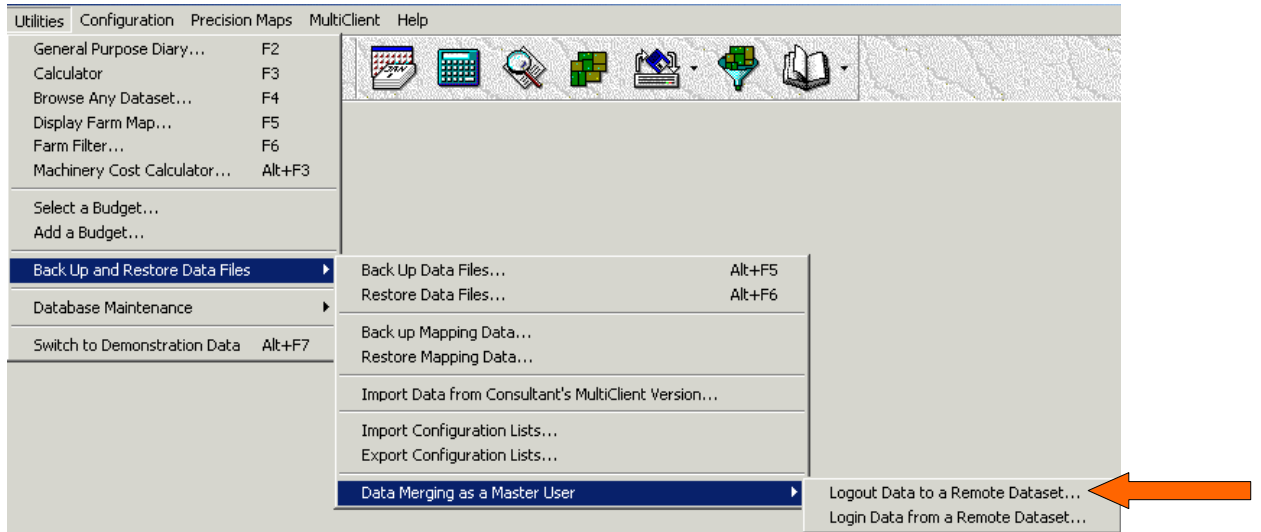 Utilities Configuration Precision Maps MultiClient Help
General Purpose Diary... F2
Calculator F3
Browse Any Dataset... F4
Display Farm Map... F5
Farm Filter... F6
Machinery Cost Calculator... Alt+F3
Select a Budget...
Add a Budget...
Back Up and Restore Data Files
Database Maintenance
Switch to Demonstration Data Alt+F7
Back Up Data Files... Alt+F5
Restore Data Files... Alt+F6
Back up Mapping Data...
Restore Mapping Data...
Import Data from Consultant's MultiClient Version...
Import Configuration Lists...
Export Configuration Lists...
Data Merging as a Master User
Logout Data to a Remote Dataset...
Login Data from a Remote Dataset...